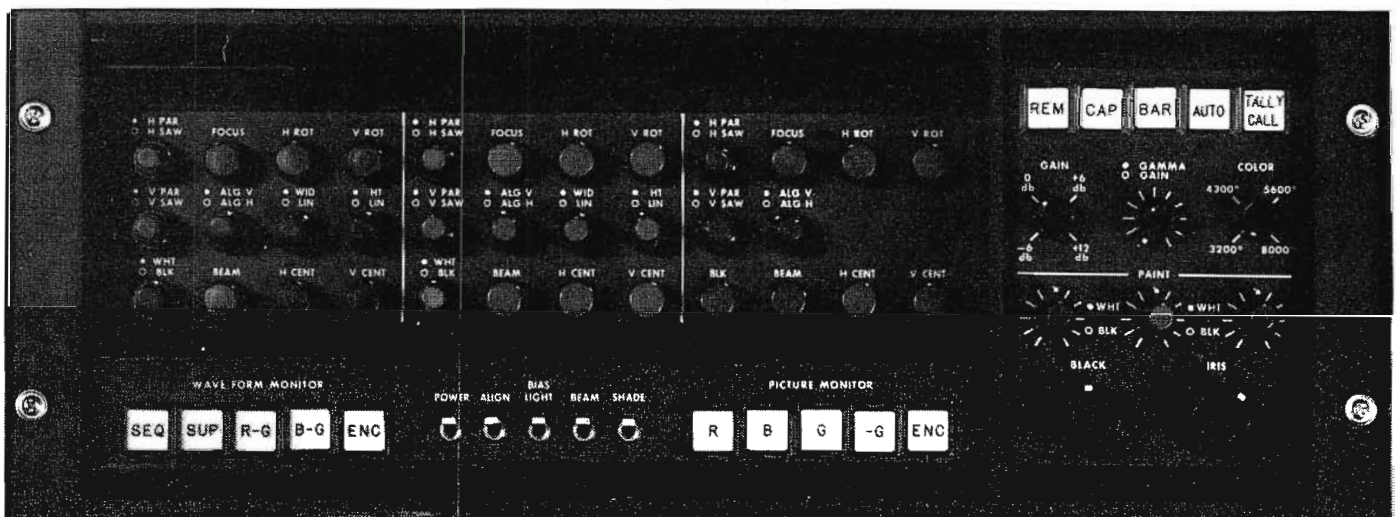 REM CAP BAR AUTO TALLY CALL
H PAR H PAR H PAR
H SAW FOCUS H ROT V ROT H SAW FOCUS H ROT V ROT H SAW FOCUS H ROT V ROT
GAIN GAMMA COLOR
GAIN
0 db +6 db 4300° 5600°
V PAR ALG V WID HT V PAR ALG V WID HT V PAR ALG V
V SAW ALG H LIN LIN V SAW ALG H LIN LIN V SAW ALG H
-6 db +12 db 3200° 8000
WHT WHT
BLK BEAM H CENT V CENT BLK BEAM H CENT V CENT BLK BEAM H CENT V CENT
PAINT
WHT WHT
BLK BLK
BLACK IRIS
WAVE FORM MONITOR BIAS PICTURE MONITOR
POWER ALIGN LIGHT BEAM SHADE
SEQ SUP R-G B-G ENC R B G -G ENC